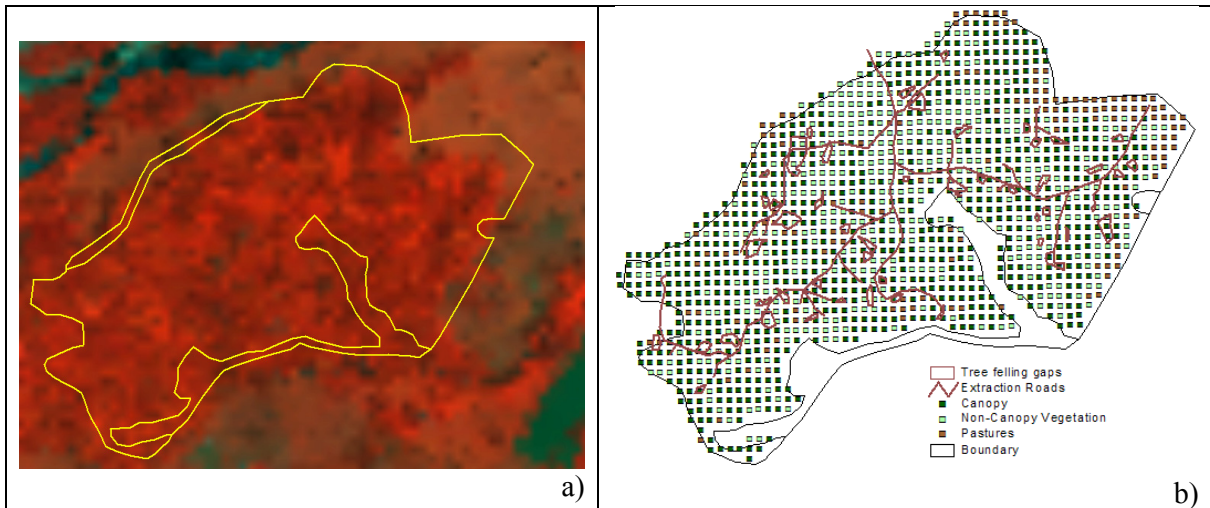 a)
Tree felling gaps
Extraction Roads
Canopy
Non-Canopy Vegetation
Pastures
Boundary
b)